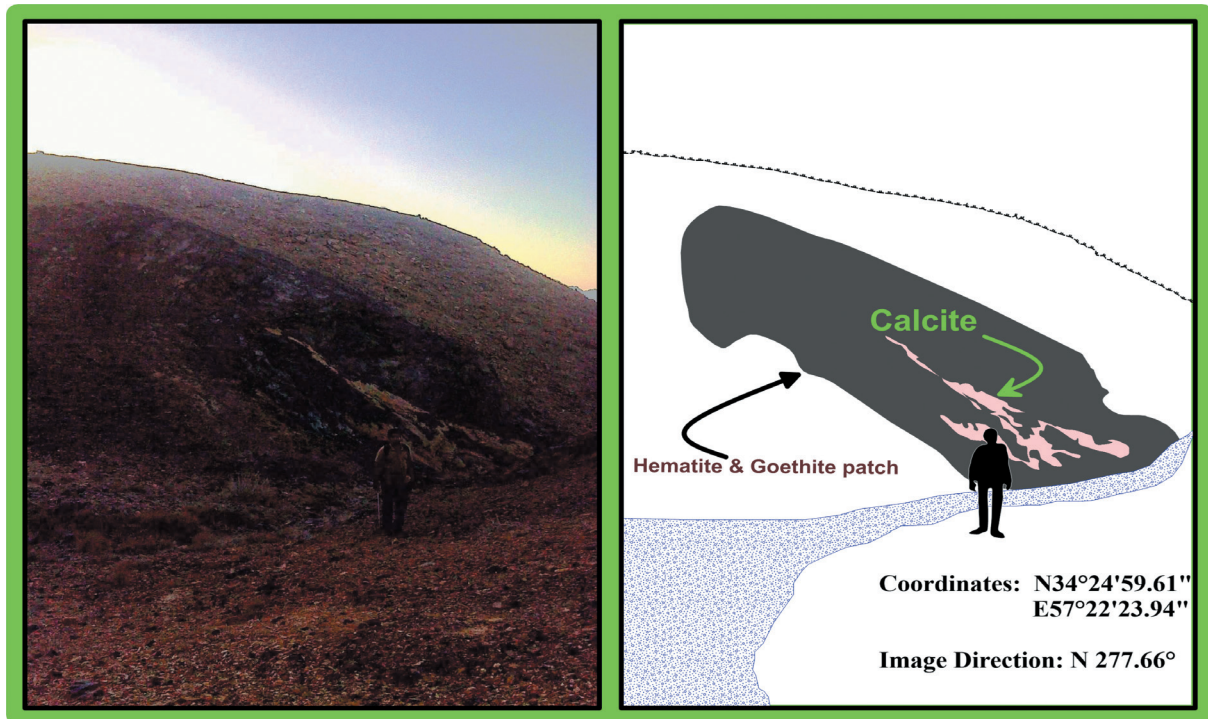 Calcite
Hematite & Goethite patch
Coordinates: N34°24'59.61"
E57°22'23.94"
Image Direction: N 277.66°